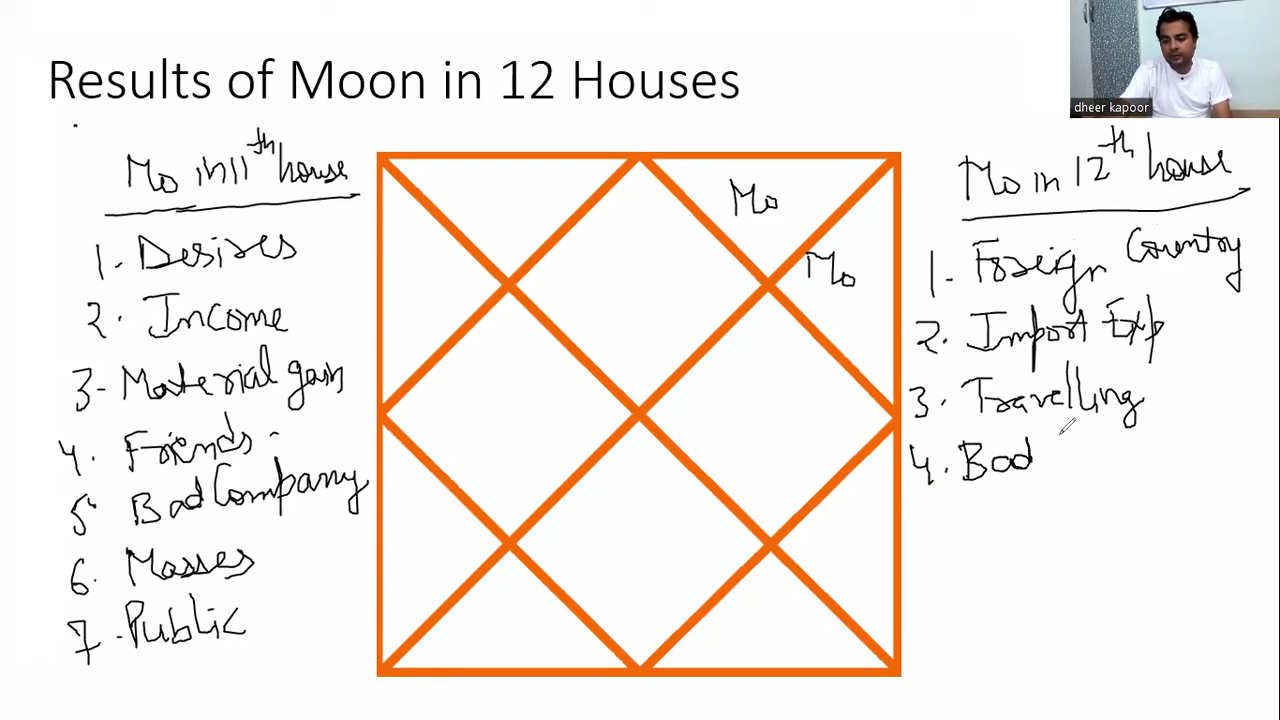 Results of Moon in 12 Houses
dheer kapoor
Mo in 11th house
1. Desires
2. Income
3- Material gain
4. Friends
5 Bad Company
6. Masses
7. Public
Mo
Mo
Mo in 12th house
1. Foreign Country
2. Import Exp
3. Travelling
4. Bad